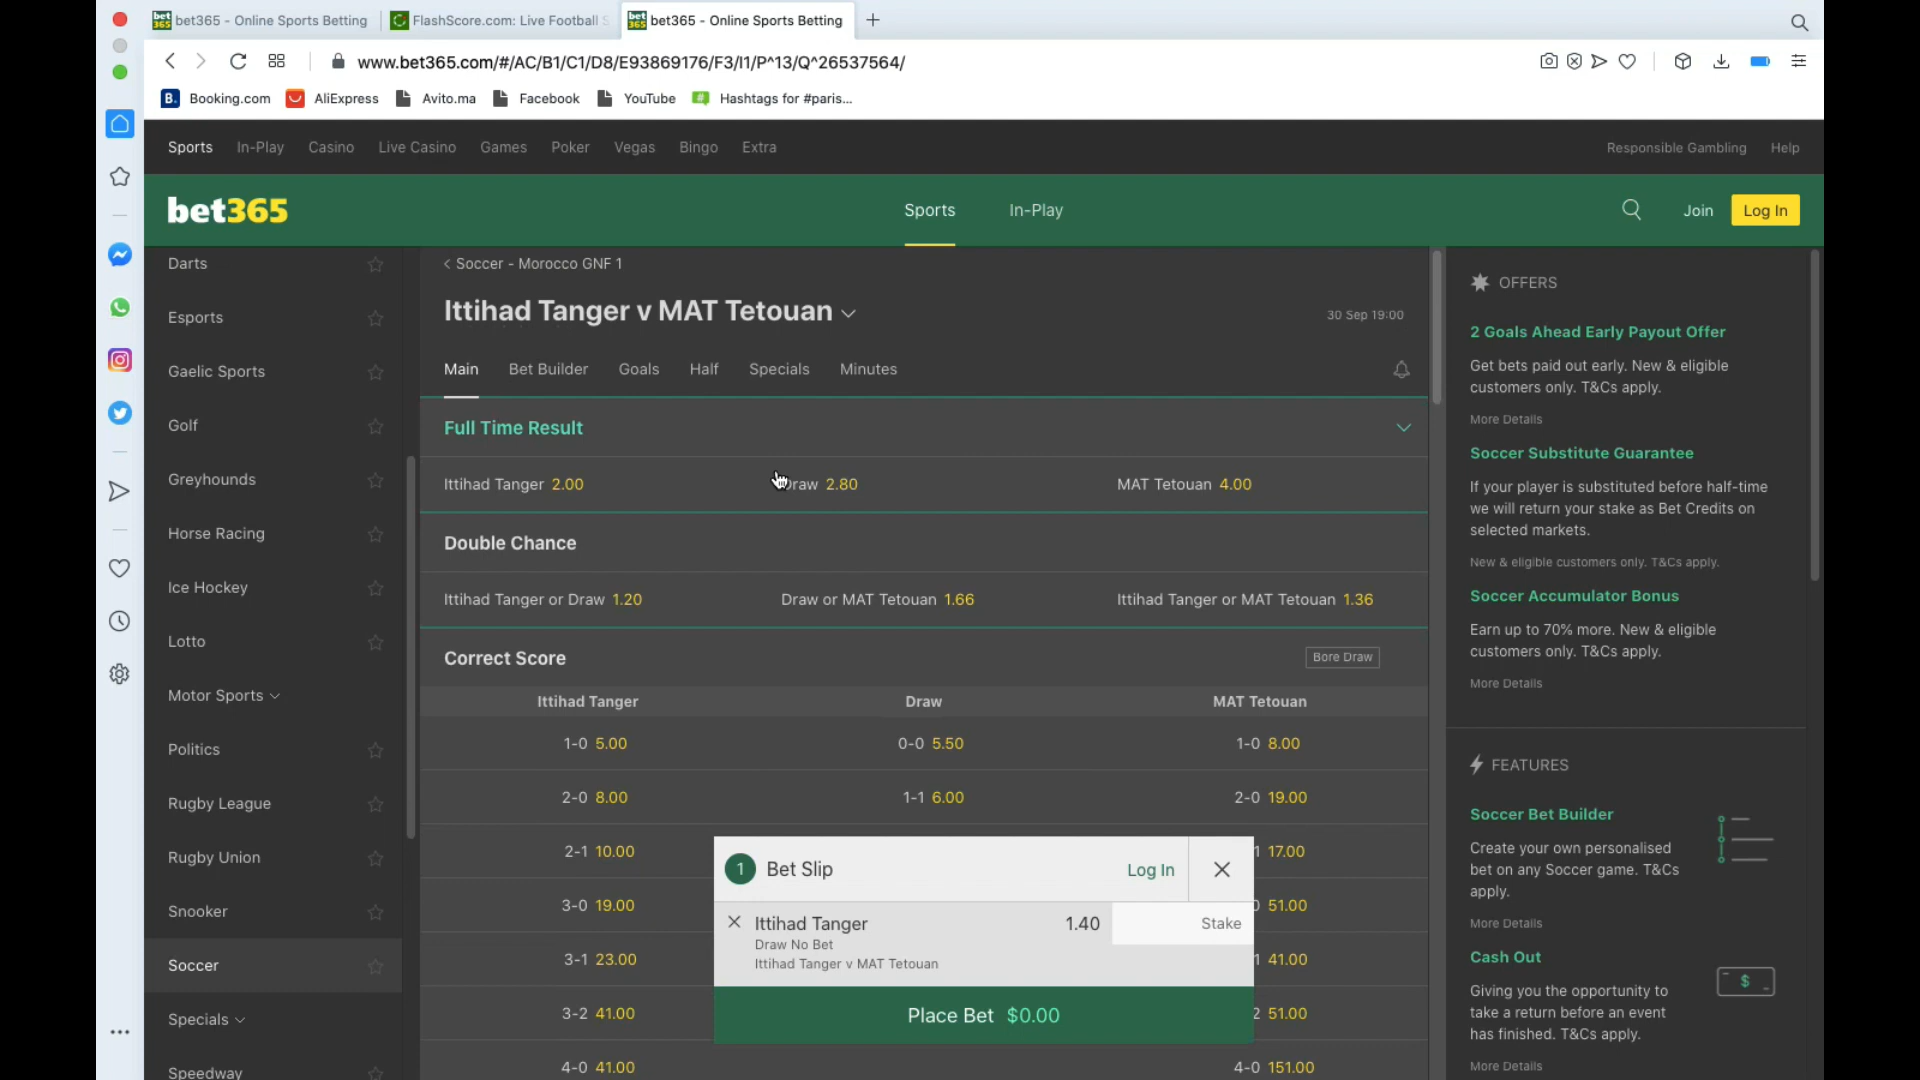 bet365 - Online Sports Betting
FlashScore.com: Live Football S
bet365 - Online Sports Betting
www.bet365.com/#/AC/B1/C1/D8/E93869176/F3/I1/P^13/Q^26537564/
Booking.com
AliExpress
Avito.ma
Facebook
YouTube
Hashtags for #paris...
Sports
In-Play
Casino
Live Casino
Games
Poker
Vegas
Bingo
Extra
Responsible Gambling
Help
bet365
Sports
In-Play
Join
Log In
Darts
Esports
Gaelic Sports
Golf
Greyhounds
Horse Racing
Ice Hockey
Lotto
Motor Sports
Politics
Rugby League
Rugby Union
Snooker
Soccer
Specials
Speedway
< Soccer - Morocco GNF 1
Ittihad Tanger v MAT Tetouan
30 Sep 19:00
Main
Bet Builder
Goals
Half
Specials
Minutes
Full Time Result
Ittihad Tanger 2.00
Draw 2.80
MAT Tetouan 4.00
Double Chance
Ittihad Tanger or Draw 1.20
Draw or MAT Tetouan 1.66
Ittihad Tanger or MAT Tetouan 1.36
Correct Score
Bore Draw
Ittihad Tanger
Draw
MAT Tetouan
1-0 5.00
0-0 5.50
1-0 8.00
2-0 8.00
1-1 6.00
2-0 19.00
2-1 10.00
1 17.00
3-0 19.00
51.00
3-1 23.00
1 41.00
3-2 41.00
2 51.00
4-0 41.00
4-0 151.00
1 Bet Slip
Log In
Ittihad Tanger
1.40
Stake
Draw No Bet
Ittihad Tanger v MAT Tetouan
Place Bet $0.00
OFFERS
2 Goals Ahead Early Payout Offer
Get bets paid out early. New & eligible
customers only. T&Cs apply.
More Details
Soccer Substitute Guarantee
If your player is substituted before half-time
we will return your stake as Bet Credits on
selected markets.
New & eligible customers only. T&Cs apply.
Soccer Accumulator Bonus
Earn up to 70% more. New & eligible
customers only. T&Cs apply.
More Details
FEATURES
Soccer Bet Builder
Create your own personalised
bet on any Soccer game. T&Cs
apply.
More Details
Cash Out
Giving you the opportunity to
take a return before an event
has finished. T&Cs apply.
More Details